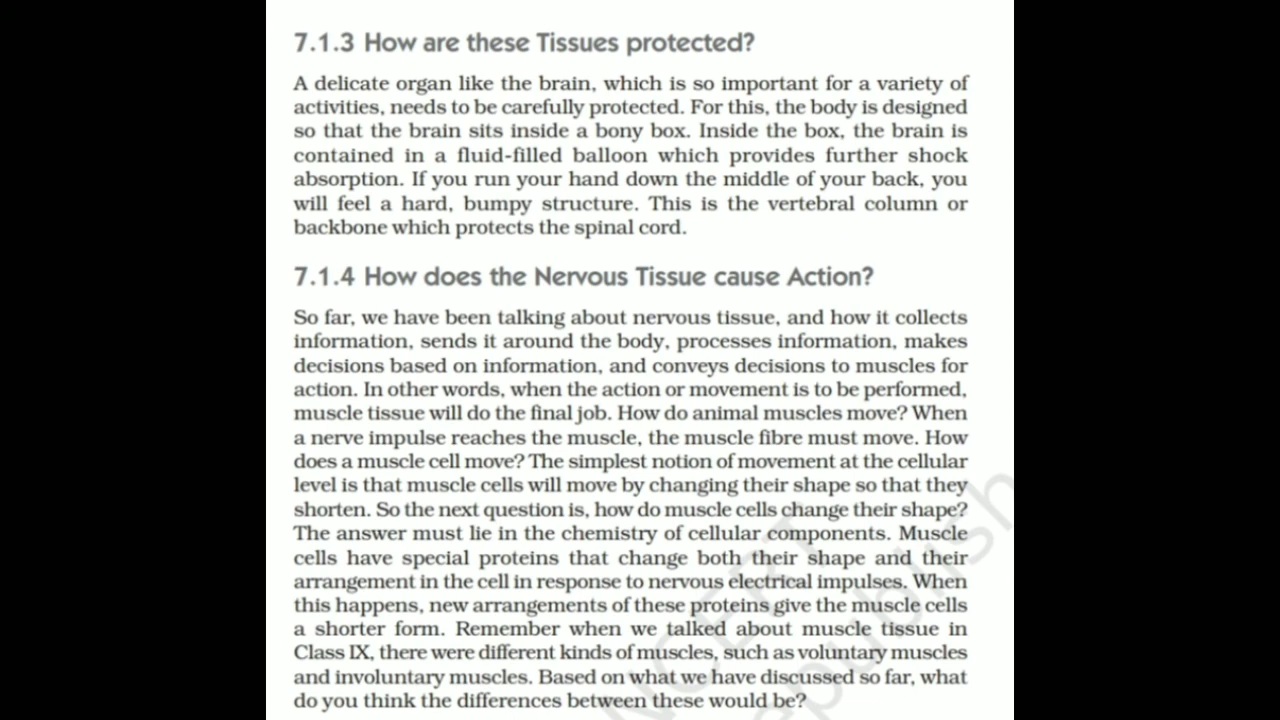 7.1.3 How are these Tissues protected?
A delicate organ like the brain, which is so important for a variety of
activities, needs to be carefully protected. For this, the body is designed
so that the brain sits inside a bony box. Inside the box, the brain is
contained in a fluid-filled balloon which provides further shock
absorption. If you run your hand down the middle of your back, you
will feel a hard, bumpy structure. This is the vertebral column or
backbone which protects the spinal cord.
7.1.4 How does the Nervous Tissue cause Action?
So far, we have been talking about nervous tissue, and how it collects
information, sends it around the body, processes information, makes
decisions based on information, and conveys decisions to muscles for
action. In other words, when the action or movement is to be performed,
muscle tissue will do the final job. How do animal muscles move? When
a nerve impulse reaches the muscle, the muscle fibre must move. How
does a muscle cell move? The simplest notion of movement at the cellular
level is that muscle cells will move by changing their shape so that they
shorten. So the next question is, how do muscle cells change their shape?
The answer must lie in the chemistry of cellular components. Muscle
cells have special proteins that change both their shape and their
arrangement in the cell in response to nervous electrical impulses. When
this happens, new arrangements of these proteins give the muscle cells
a shorter form. Remember when we talked about muscle tissue in
Class IX, there were different kinds of muscles, such as voluntary muscles
and involuntary muscles. Based on what we have discussed so far, what
do you think the differences between these would be?
NCERT
republish